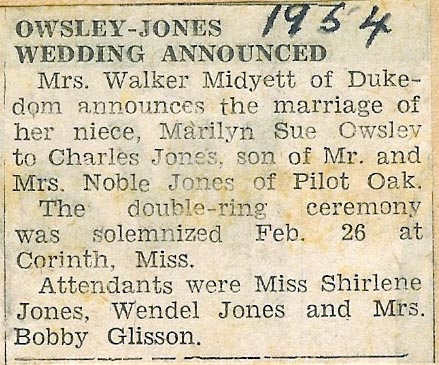 OWSLEY-JONES 1954
WEDDING ANNOUNCED
Mrs. Walker Midyett of Duke-
dom announces the marriage of
her niece, Marilyn Sue Owsley
to Charles Jones, son of Mr. and
Mrs. Noble Jones of Pilot Oak.
The double-ring ceremony
was solemnized Feb. 26 at
Corinth, Miss.
Attendants were Miss Shirlene
Jones, Wendel Jones and Mrs.
Bobby Glisson.